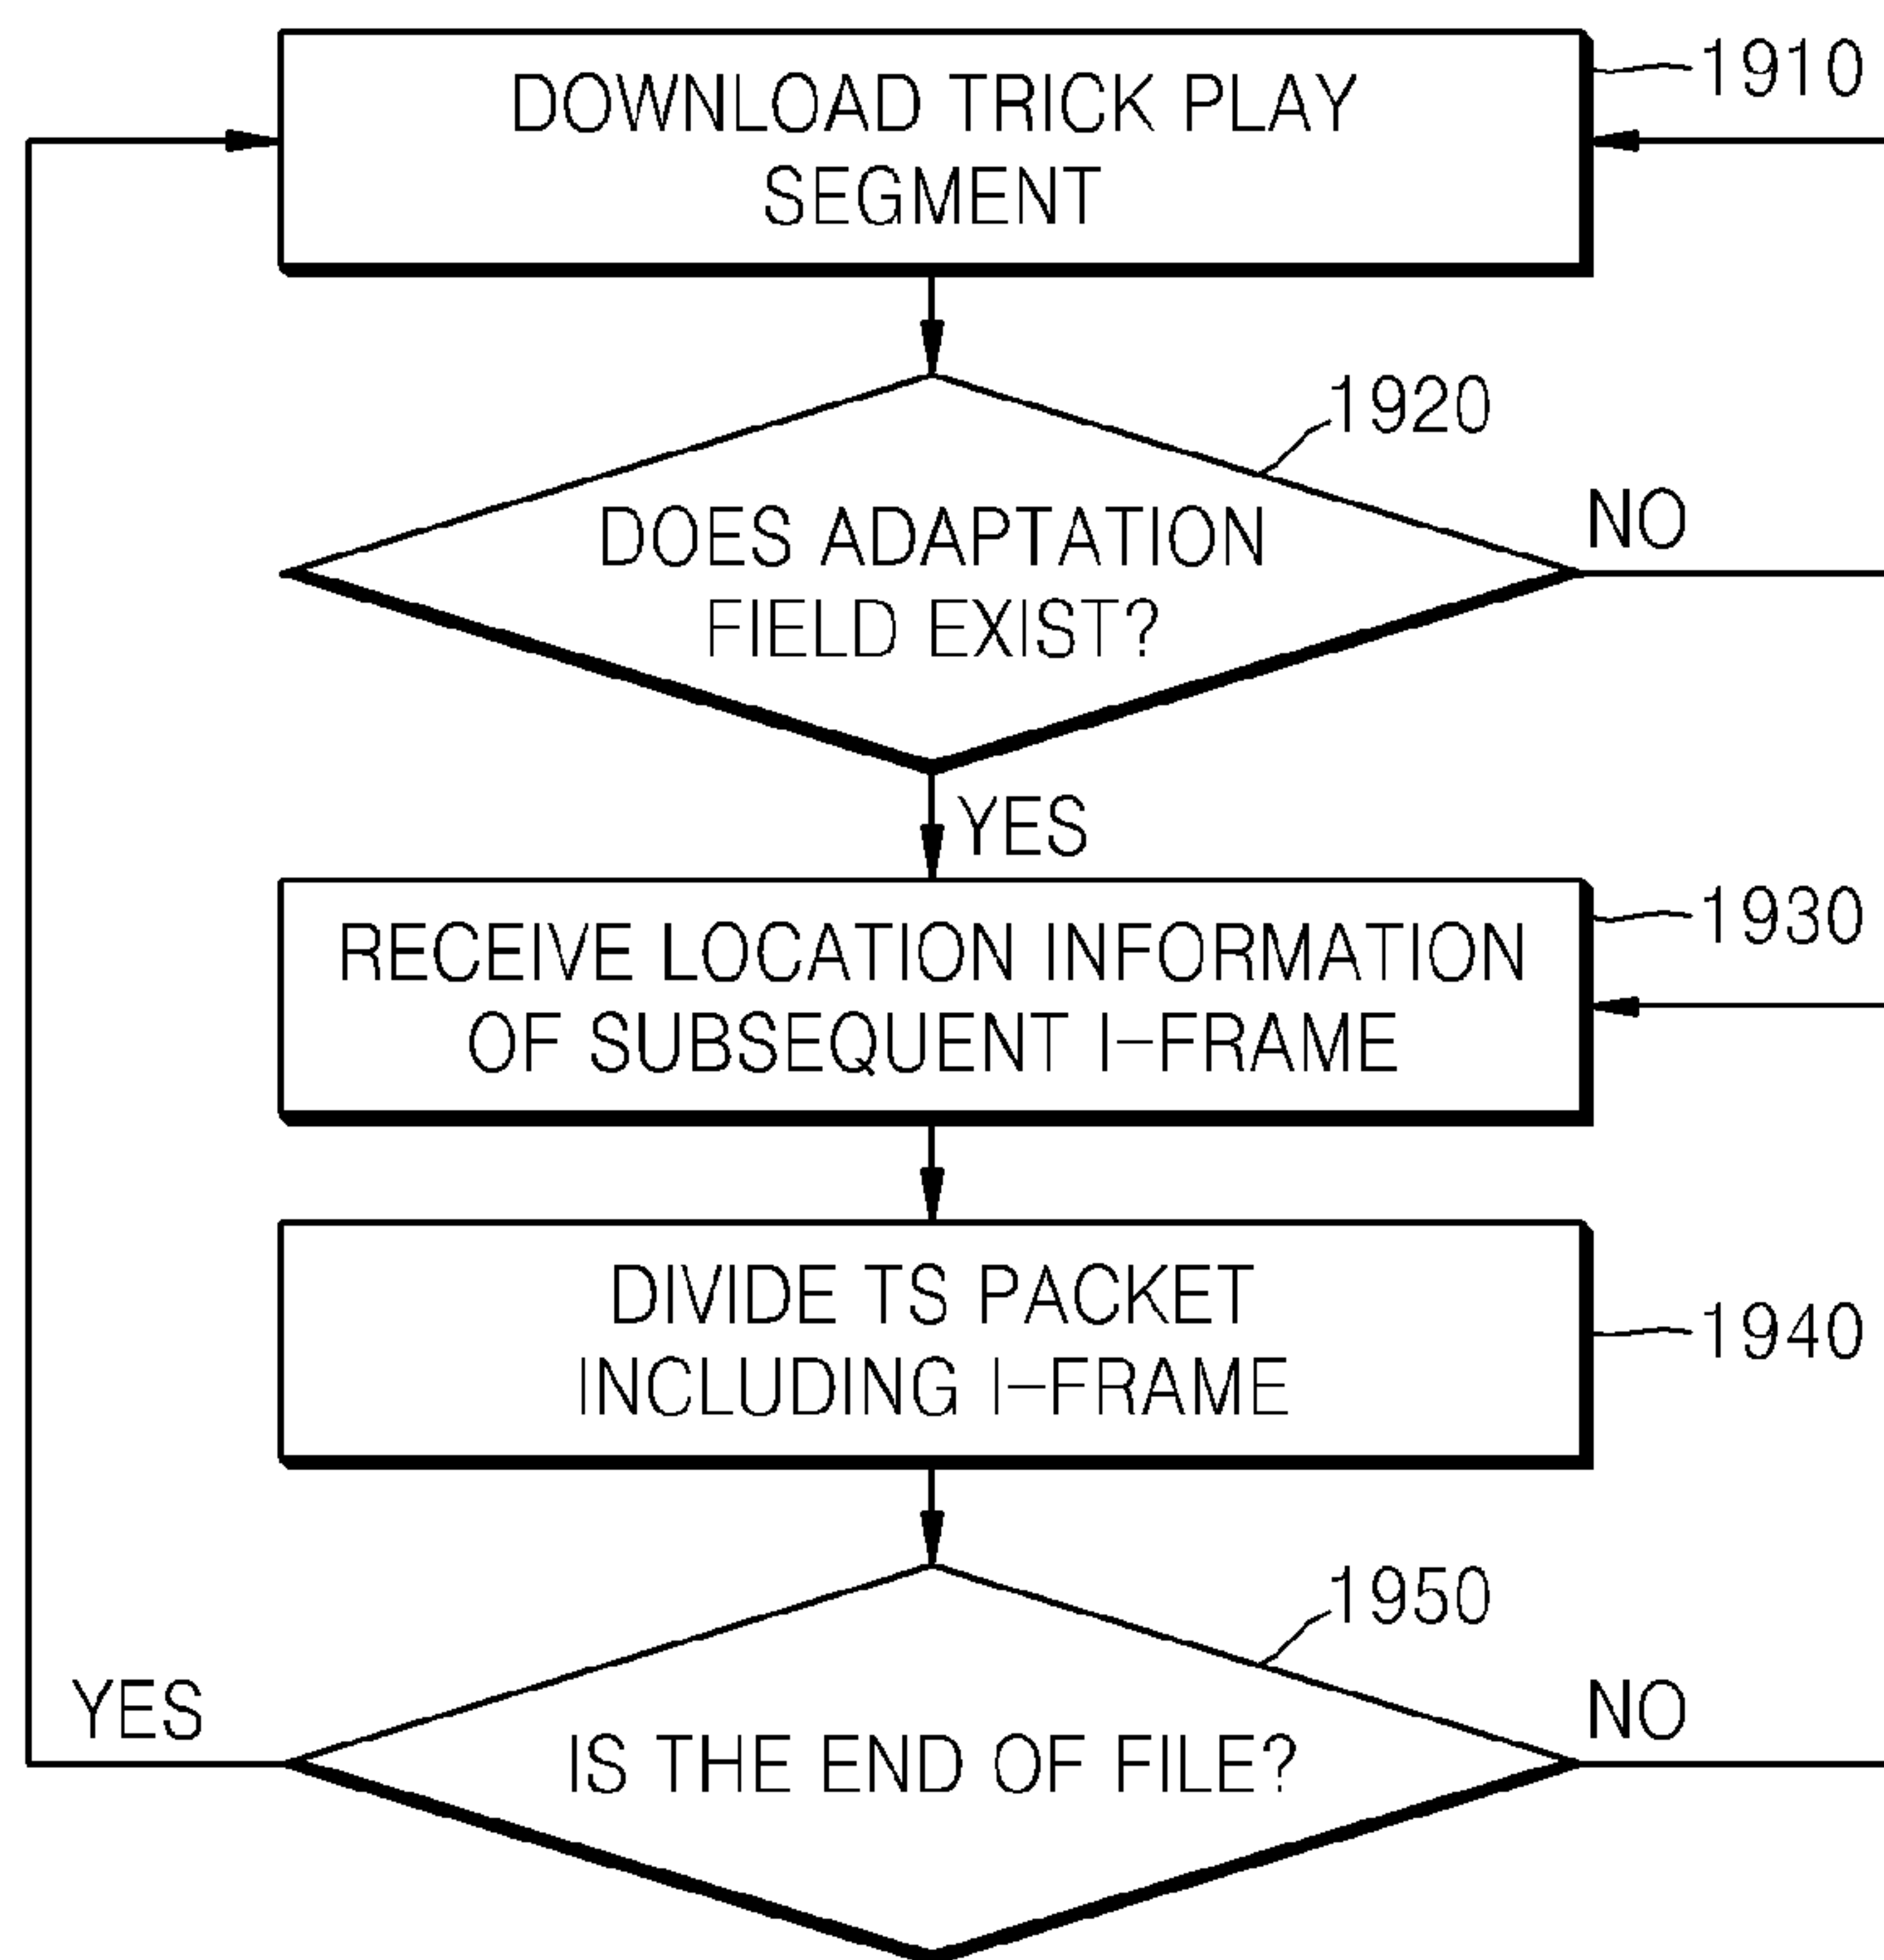 DOWNLOAD TRICK PLAY
SEGMENT
1910
1920
DOES ADAPTATION
FIELD EXIST?
NO
YES
RECEIVE LOCATION INFORMATION
OF SUBSEQUENT I-FRAME
1930
DIVIDE TS PACKET
INCLUDING I-FRAME
1940
1950
IS THE END OF FILE?
YES
NO